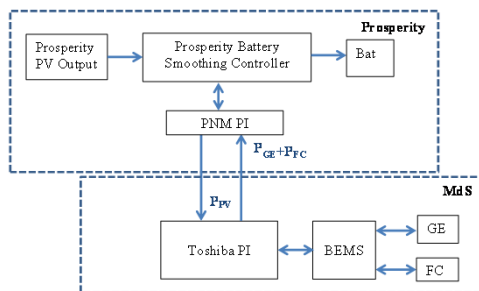 Prosperity
Prosperity
PV Output
Prosperity Battery
Smoothing Controller
Bat
PNM PI
PGE+PFC
PPV
MdS
Toshiba PI
BEMS
GE
FC